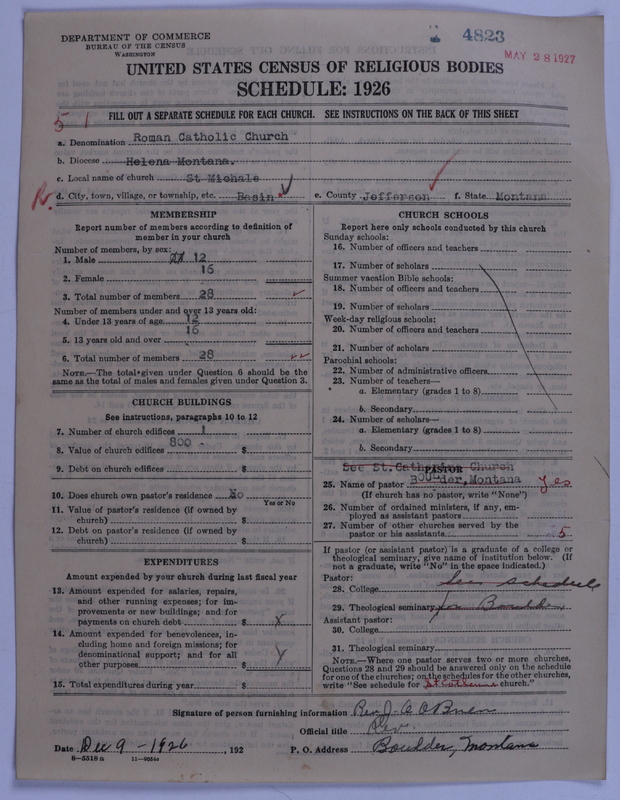 DEPARTMENT OF COMMERCE
BUREAU OF THE CENSUS
WASHINGTON
4823
MAY 28 1927
UNITED STATES CENSUS OF RELIGIOUS BODIES
SCHEDULE: 1926
FILL OUT A SEPARATE SCHEDULE FOR EACH CHURCH. SEE INSTRUCTIONS ON THE BACK OF THIS SHEET
51
a. Denomination Roman Catholic Church
b. Diocese Helena Montana.
c. Local name of church St Michale
R. d. City, town, village, or township, etc. Basin e. County Jefferson f. State Montana
MEMBERSHIP
Report number of members according to definition of
member in your church
Number of members, by sex:
1. Male 12
2. Female 16
3. Total number of members 28
Number of members under and over 13 years old:
4. Under 13 years of age 12
5. 13 years old and over 16
6. Total number of members 28
NOTE.—The total given under Question 6 should be the
same as the total of males and females given under Question 3.
CHURCH BUILDINGS
See instructions, paragraphs 10 to 12
7. Number of church edifices 1
8. Value of church edifices 800 $
9. Debt on church edifices $
10. Does church own pastor's residence No
Yes or No
11. Value of pastor's residence (if owned by
church) $
12. Debt on pastor's residence (if owned by
church) $
EXPENDITURES
Amount expended by your church during last fiscal year
13. Amount expended for salaries, repairs,
and other running expenses; for im-
provements or new buildings; and for
payments on church debt $ X
14. Amount expended for benevolences, in-
cluding home and foreign missions; for
denominational support; and for all
other purposes $ Y
15. Total expenditures during year $
CHURCH SCHOOLS
Report here only schools conducted by this church
Sunday schools:
16. Number of officers and teachers
17. Number of scholars
Summer vacation Bible schools:
18. Number of officers and teachers
19. Number of scholars
Week-day religious schools:
20. Number of officers and teachers
21. Number of scholars
Parochial schools:
22. Number of administrative officers
23. Number of teachers—
a. Elementary (grades 1 to 8)
b. Secondary
24. Number of scholars—
a. Elementary (grades 1 to 8)
b. Secondary
See St. Catherin Church
PASTOR
25. Name of pastor Boulder, Montana yes
(If church has no pastor, write "None")
26. Number of ordained ministers, if any, em-
ployed as assistant pastors
27. Number of other churches served by the
pastor or his assistants 5
If pastor (or assistant pastor) is a graduate of a college or
theological seminary, give name of institution below. (If
not a graduate, write "No" in the space indicated.)
Pastor:
28. College See schedule
29. Theological seminary for Boulder
Assistant pastor:
30. College
31. Theological seminary
NOTE.—Where one pastor serves two or more churches,
Questions 28 and 29 should be answered only on the schedule
for one of the churches; on the schedules for the other churches,
write "See schedule for St Catherine church."
Signature of person furnishing information Rev J. C. O'Brien
Official title Rev.
Date Dec 9 - 1926, 192 P. O. Address Boulder, Montana
8—5518 a 11—9054a